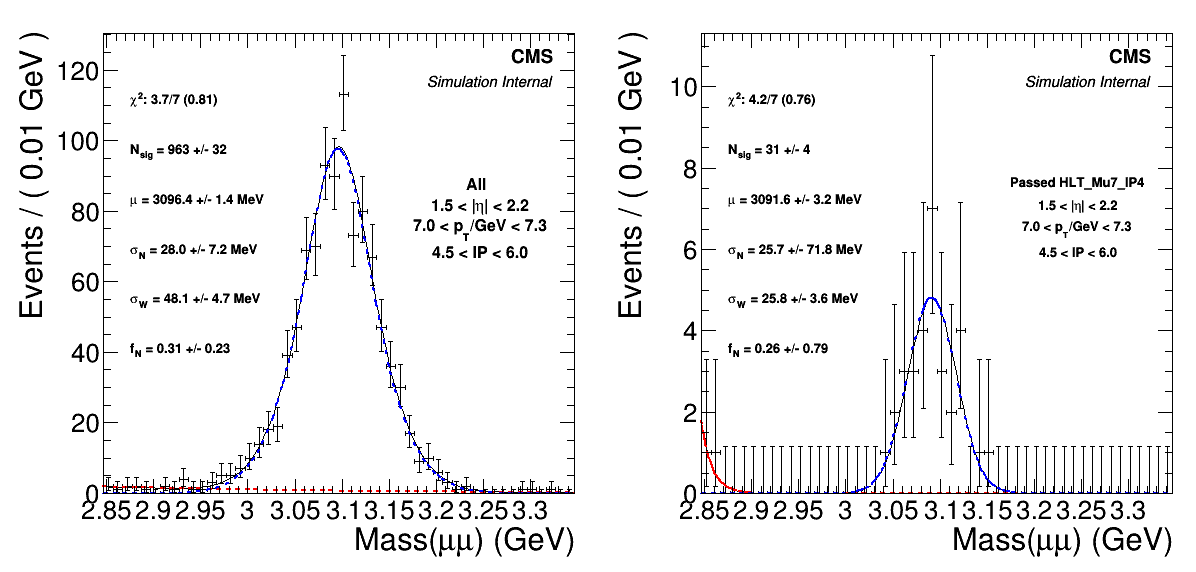 CMS
Simulation Internal
χ²: 3.7/7 (0.81)
N_sig = 963 +/- 32
μ = 3096.4 +/- 1.4 MeV
σ_N = 28.0 +/- 7.2 MeV
σ_W = 48.1 +/- 4.7 MeV
f_N = 0.31 +/- 0.23
All
1.5 < |η| < 2.2
7.0 < p_T/GeV < 7.3
4.5 < IP < 6.0
Events / ( 0.01 GeV )
120
100
80
60
40
20
0
2.85 2.9 2.95 3 3.05 3.1 3.15 3.2 3.25 3.3
Mass(μμ) (GeV)
CMS
Simulation Internal
χ²: 4.2/7 (0.76)
N_sig = 31 +/- 4
μ = 3091.6 +/- 3.2 MeV
σ_N = 25.7 +/- 71.8 MeV
σ_W = 25.8 +/- 3.6 MeV
f_N = 0.26 +/- 0.79
Passed HLT_Mu7_IP4
1.5 < |η| < 2.2
7.0 < p_T/GeV < 7.3
4.5 < IP < 6.0
Events / ( 0.01 GeV )
10
8
6
4
2
0
2.85 2.9 2.95 3 3.05 3.1 3.15 3.2 3.25 3.3
Mass(μμ) (GeV)